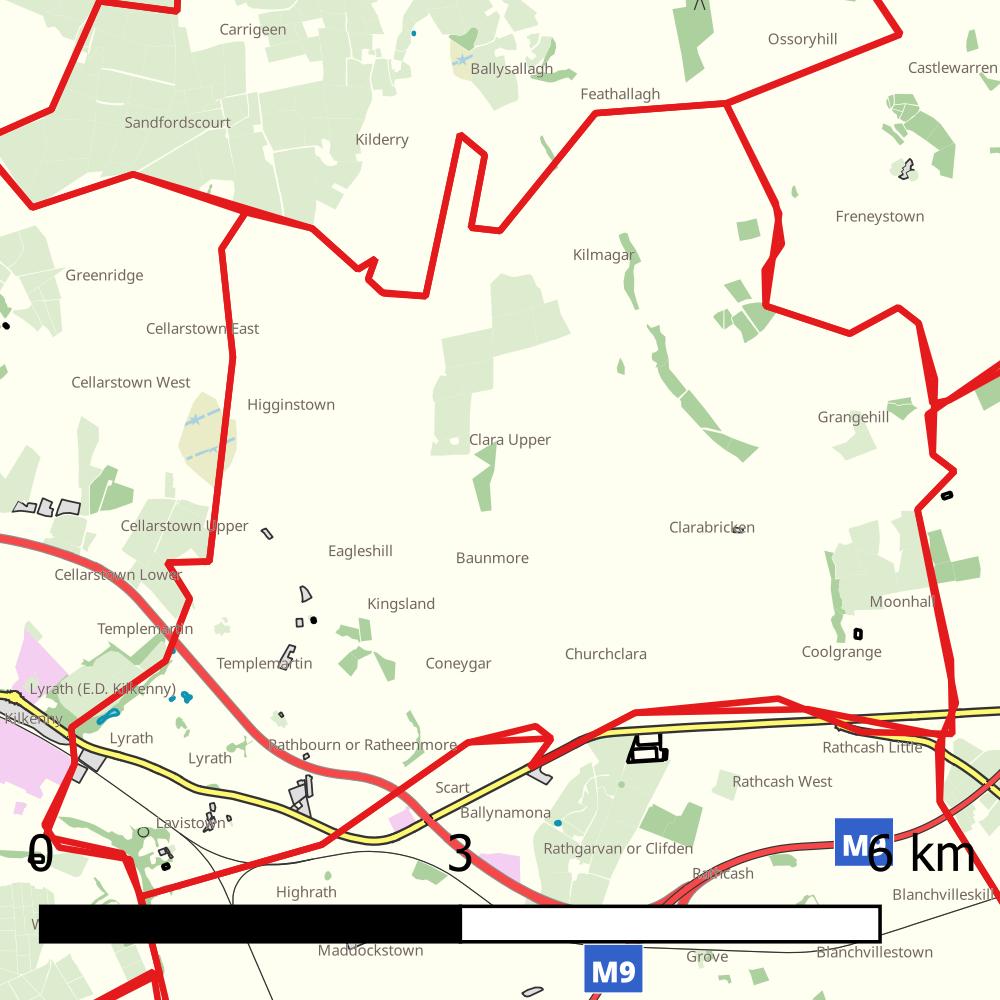 Carrigeen
Ossoryhill
Ballysallagh
Castlewarren
Feathallagh
Sandfordscourt
Kilderry
Freneystown
Kilmagar
Greenridge
Cellarstown East
Cellarstown West
Higginstown
Grangehill
Clara Upper
Cellarstown Upper
Clarabricken
Eagleshill
Baunmore
Cellarstown Lower
Kingsland
Moonhall
Templemartin
Templemartin
Coneygar
Churchclara
Coolgrange
Lyrath (E.D. Kilkenny)
Kilkenny
Lyrath
Rathbourn or Ratheenmore
Rathcash Little
Lyrath
Scart
Rathcash West
Ballynamona
Lavistown
Rathgarvan or Clifden
0
3
6 km
Rathcash
Highrath
Blanchvilleskill
Maddockstown
Grove
Blanchvillestown
M9